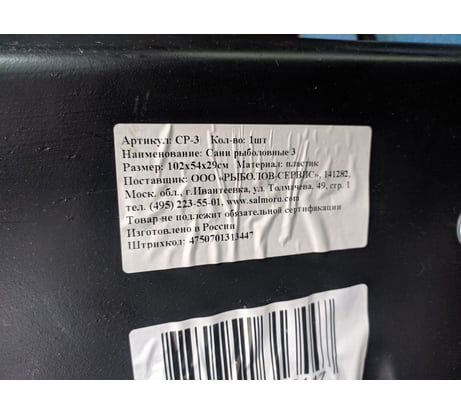 Артикул: СР-3 Кол-во: 1шт
Наименование: Сани рыболовные 3
Размер: 102х54х29см Материал: пластик
Поставщик: ООО «РЫБОЛОВ-СЕРВИС», 141282,
Моск. обл., г.Ивантеевка, ул. Толмачева, 49, стр. 1
тел. (495) 223-55-01, www.salmoru.com
Товар не подлежит обязательной сертификации
Изготовлено в России
Штрихкод: 4750701313447